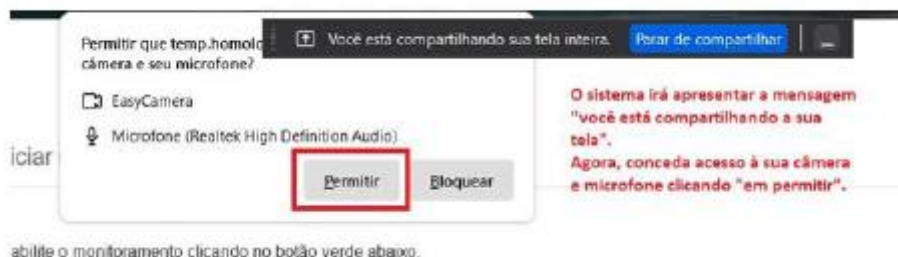 Permitir que temp.homolo
câmera e seu microfone?
Você está compartilhando sua tela inteira. Parar de compartilhar
EasyCamera
Microfone (Realtek High Definition Audio)
Permitir Bloquear
O sistema irá apresentar a mensagem
"você está compartilhando a sua
tela".
Agora, conceda acesso à sua câmera
e microfone clicando "em permitir".
iciar
abilite o monitoramento clicando no botão verde abaixo.